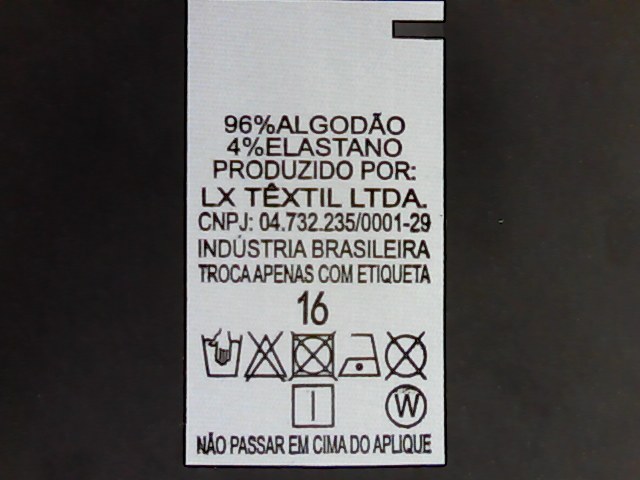 96%ALGODÃO
4%ELASTANO
PRODUZIDO POR:
LX TÊXTIL LTDA.
CNPJ: 04.732.235/0001-29
INDÚSTRIA BRASILEIRA
TROCA APENAS COM ETIQUETA
16
W
NÃO PASSAR EM CIMA DO APLIQUE